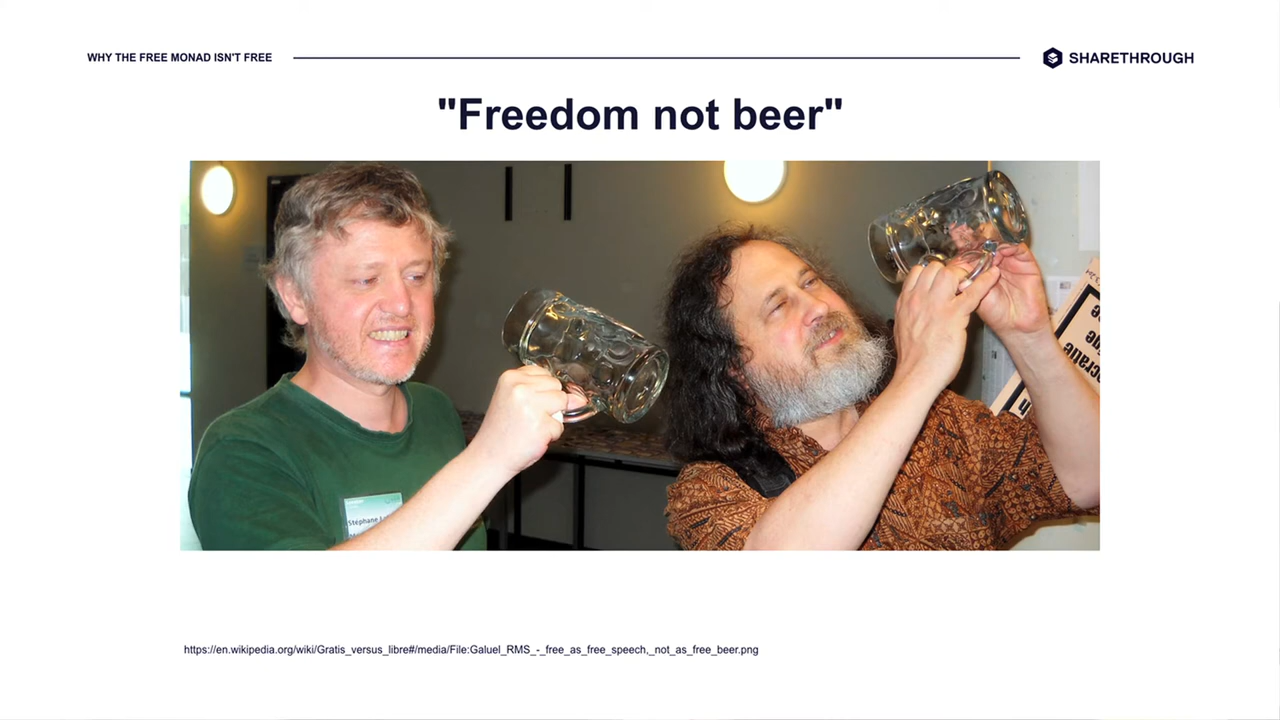 WHY THE FREE MONAD ISN'T FREE
SHARETHROUGH
"Freedom not beer"
Stéphane
https://en.wikipedia.org/wiki/Gratis_versus_libre#/media/File:Galuel_RMS_-_free_as_free_speech,_not_as_free_beer.png